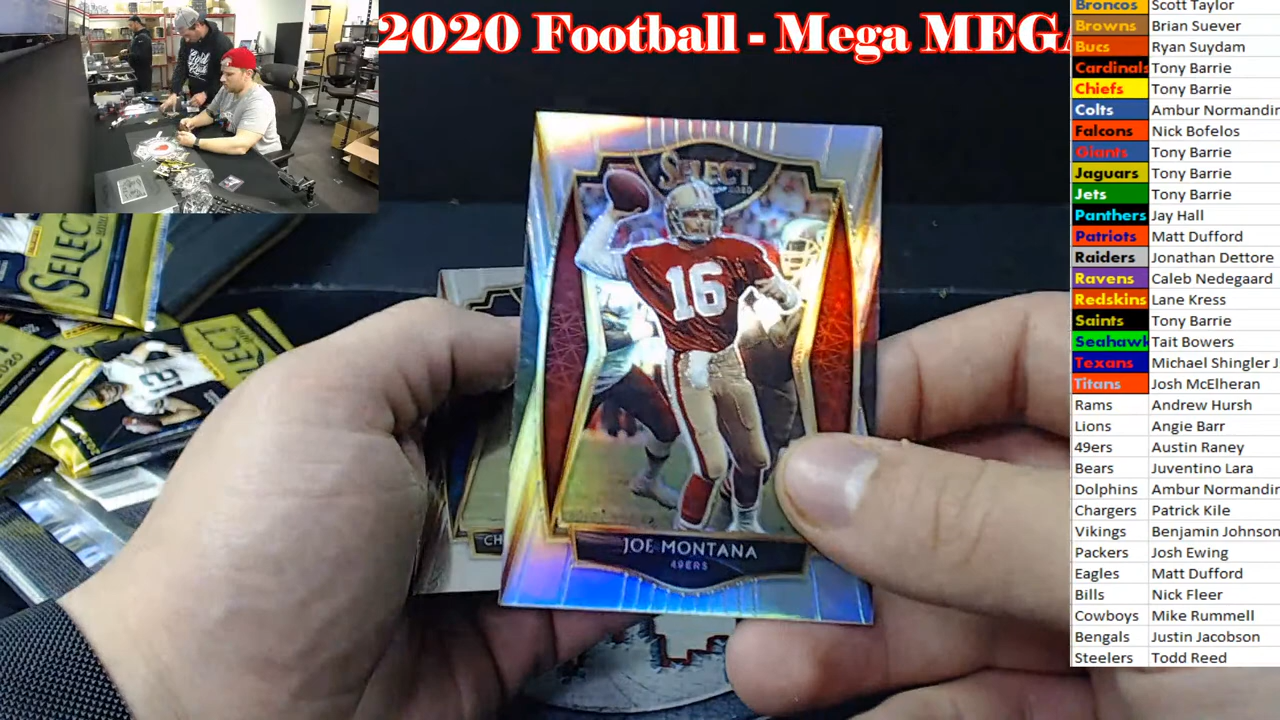 2020 Football - Mega MEGA
Broncos Scott Taylor
Browns Brian Suever
Bucs Ryan Suydam
Cardinals Tony Barrie
Chiefs Tony Barrie
Colts Ambur Normandin
Falcons Nick Bofelos
Giants Tony Barrie
Jaguars Tony Barrie
Jets Tony Barrie
Panthers Jay Hall
Patriots Matt Dufford
Raiders Jonathan Dettore
Ravens Caleb Nedegaard
Redskins Lane Kress
Saints Tony Barrie
Seahawk Tait Bowers
Texans Michael Shingler J
Titans Josh McElheran
Rams Andrew Hursh
Lions Angie Barr
49ers Austin Raney
Bears Juventino Lara
Dolphins Ambur Normandin
Chargers Patrick Kile
Vikings Benjamin Johnson
Packers Josh Ewing
Eagles Matt Dufford
Bills Nick Fleer
Cowboys Mike Rummell
Bengals Justin Jacobson
Steelers Todd Reed
SELECT
16
JOE MONTANA
49ERS
CH
SELECT
SELECT
2020
12